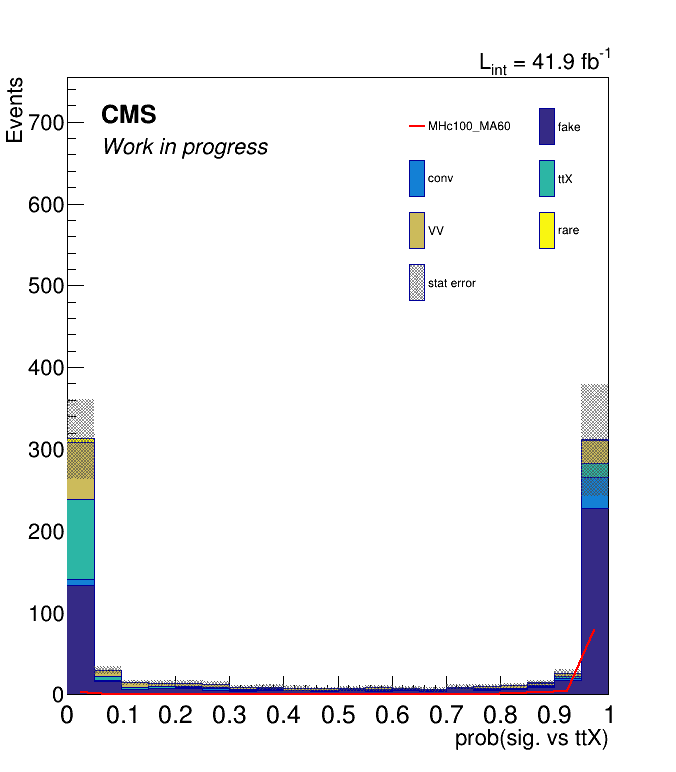 L_int = 41.9 fb^-1
Events
CMS
Work in progress
MHc100_MA60
fake
conv
ttX
VV
rare
stat error
700
600
500
400
300
200
100
0
0 0.1 0.2 0.3 0.4 0.5 0.6 0.7 0.8 0.9 1
prob(sig. vs ttX)